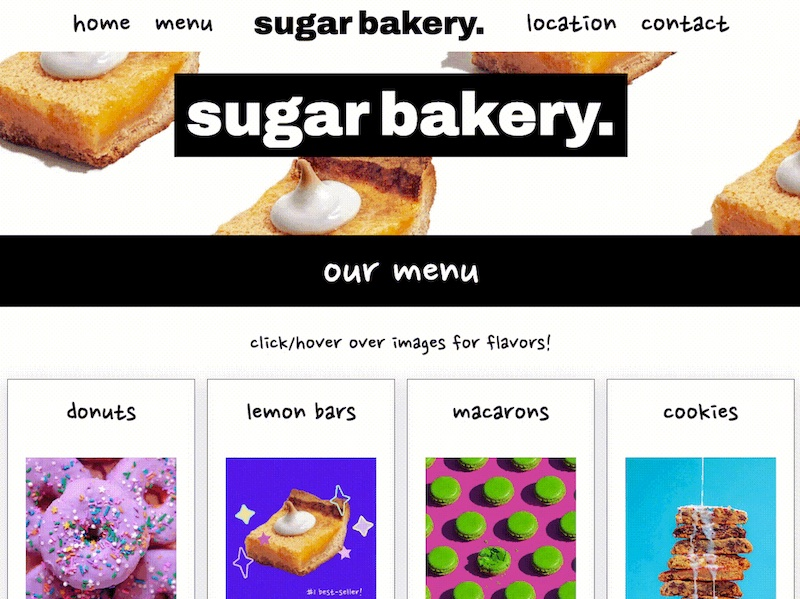 home menu sugar bakery. location contact
sugar bakery.
our menu
click/hover over images for flavors!
donuts lemon bars macarons cookies
#1 best-seller!